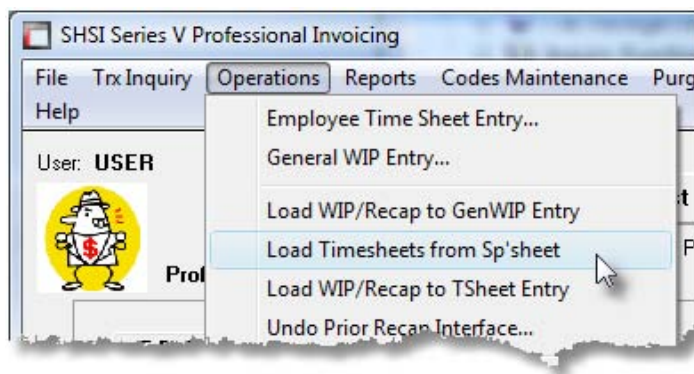 SHSI Series V Professional Invoicing
File Trx Inquiry Operations Reports Codes Maintenance Purg
Help
Employee Time Sheet Entry...
User: USER
General WIP Entry...
Load WIP/Recap to GenWIP Entry
Load Timesheets from Sp'sheet
$
Prof
Load WIP/Recap to TSheet Entry
Undo Prior Recap Interface...